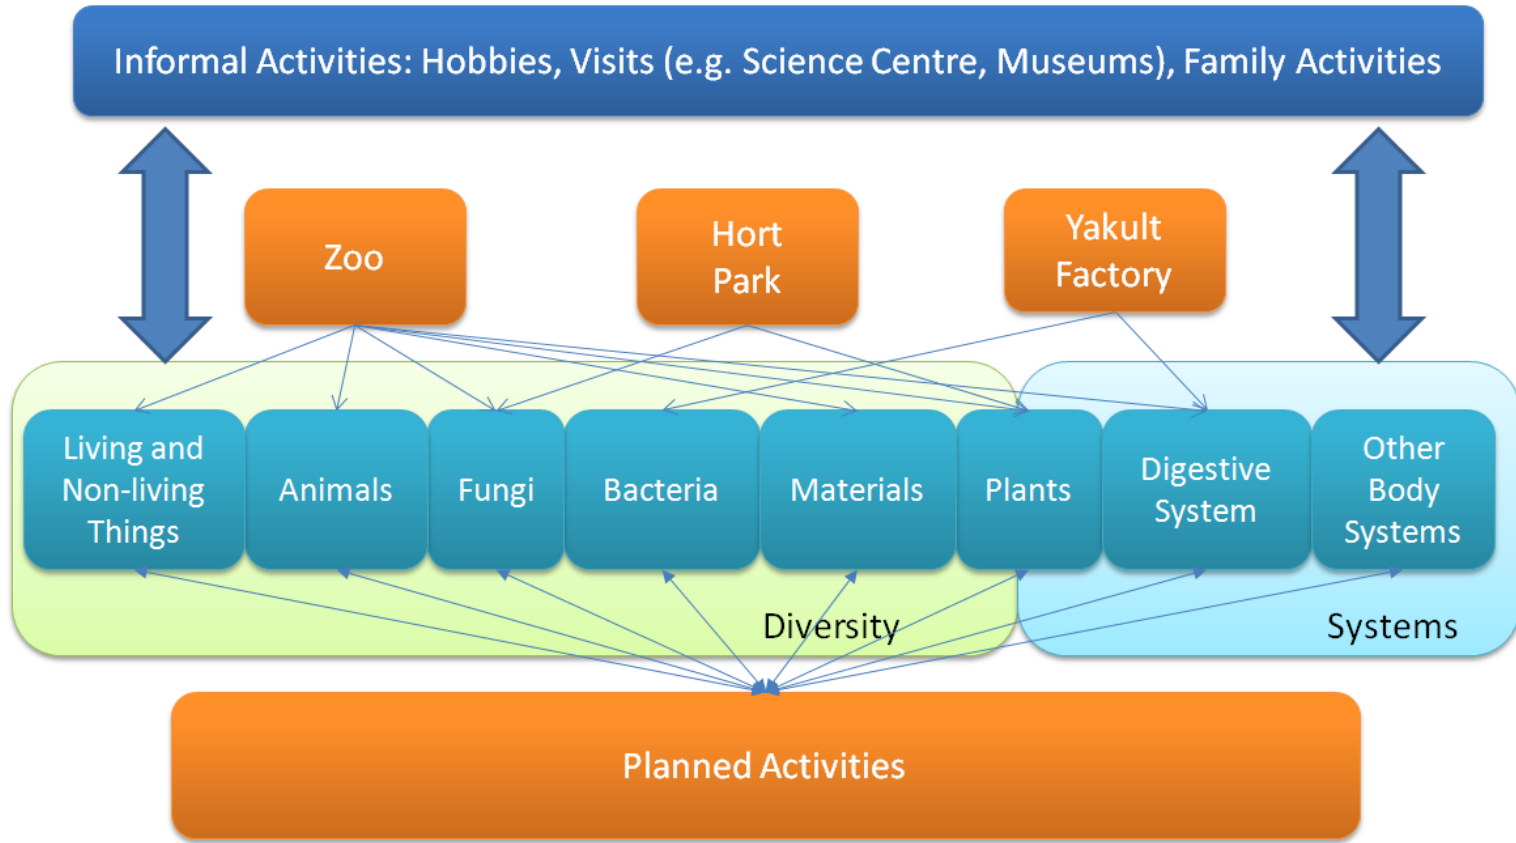 Informal Activities: Hobbies, Visits (e.g. Science Centre, Museums), Family Activities
Zoo
Hort
Park
Yakult
Factory
Living and
Non-living
Things
Animals
Fungi
Bacteria
Materials
Plants
Digestive
System
Other
Body
Systems
Diversity
Systems
Planned Activities